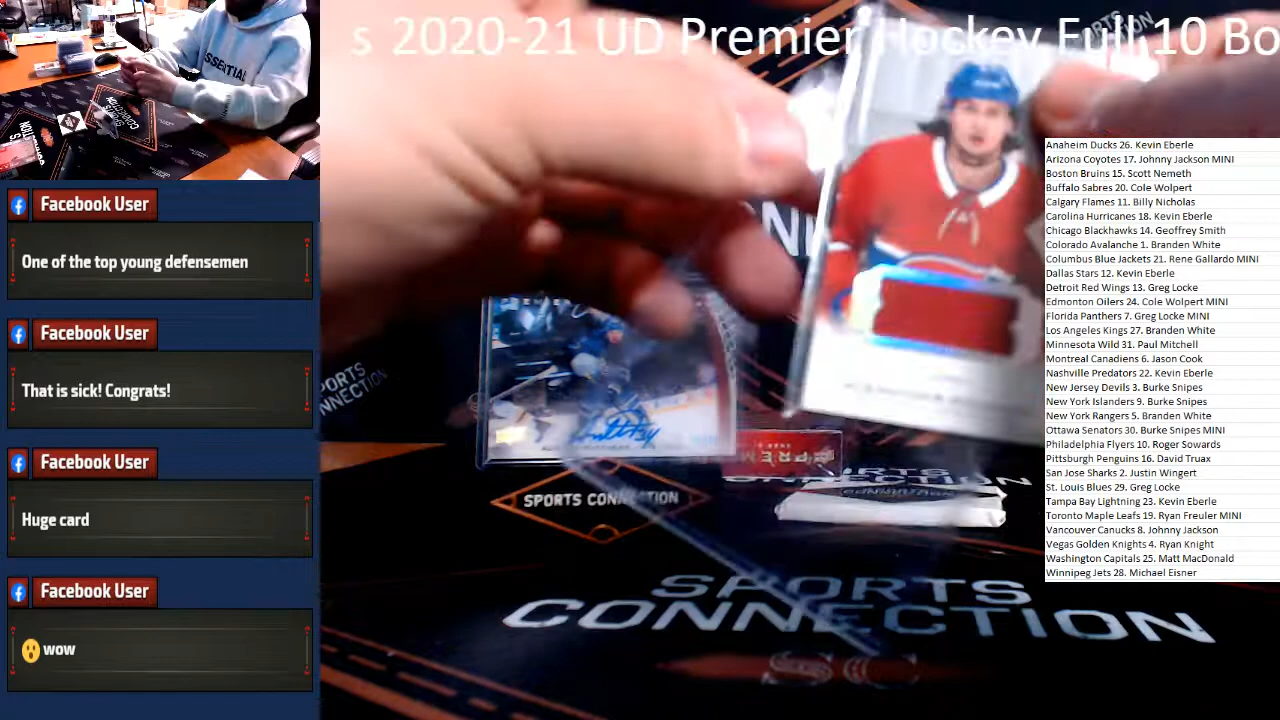 s 2020-21 UD Premier Hockey Full 10 Bo
ESSENTIAL
Facebook User
One of the top young defensemen
Facebook User
That is sick! Congrats!
Facebook User
Huge card
Facebook User
😮 wow
Anaheim Ducks 26. Kevin Eberle
Arizona Coyotes 17. Johnny Jackson MINI
Boston Bruins 15. Scott Nemeth
Buffalo Sabres 20. Cole Wolpert
Calgary Flames 11. Billy Nicholas
Carolina Hurricanes 18. Kevin Eberle
Chicago Blackhawks 14. Geoffrey Smith
Colorado Avalanche 1. Branden White
Columbus Blue Jackets 21. Rene Gallardo MINI
Dallas Stars 12. Kevin Eberle
Detroit Red Wings 13. Greg Locke
Edmonton Oilers 24. Cole Wolpert MINI
Florida Panthers 7. Greg Locke MINI
Los Angeles Kings 27. Branden White
Minnesota Wild 31. Paul Mitchell
Montreal Canadiens 6. Jason Cook
Nashville Predators 22. Kevin Eberle
New Jersey Devils 3. Burke Snipes
New York Islanders 9. Burke Snipes
New York Rangers 5. Branden White
Ottawa Senators 30. Burke Snipes MINI
Philadelphia Flyers 10. Roger Sowards
Pittsburgh Penguins 16. David Truax
San Jose Sharks 2. Justin Wingert
St. Louis Blues 29. Greg Locke
Tampa Bay Lightning 23. Kevin Eberle
Toronto Maple Leafs 19. Ryan Freuler MINI
Vancouver Canucks 8. Johnny Jackson
Vegas Golden Knights 4. Ryan Knight
Washington Capitals 25. Matt MacDonald
Winnipeg Jets 28. Michael Eisner
SPORTS
CONNECTION
SPORTS CONNECTION
SPORTS
CONNECTION
SC